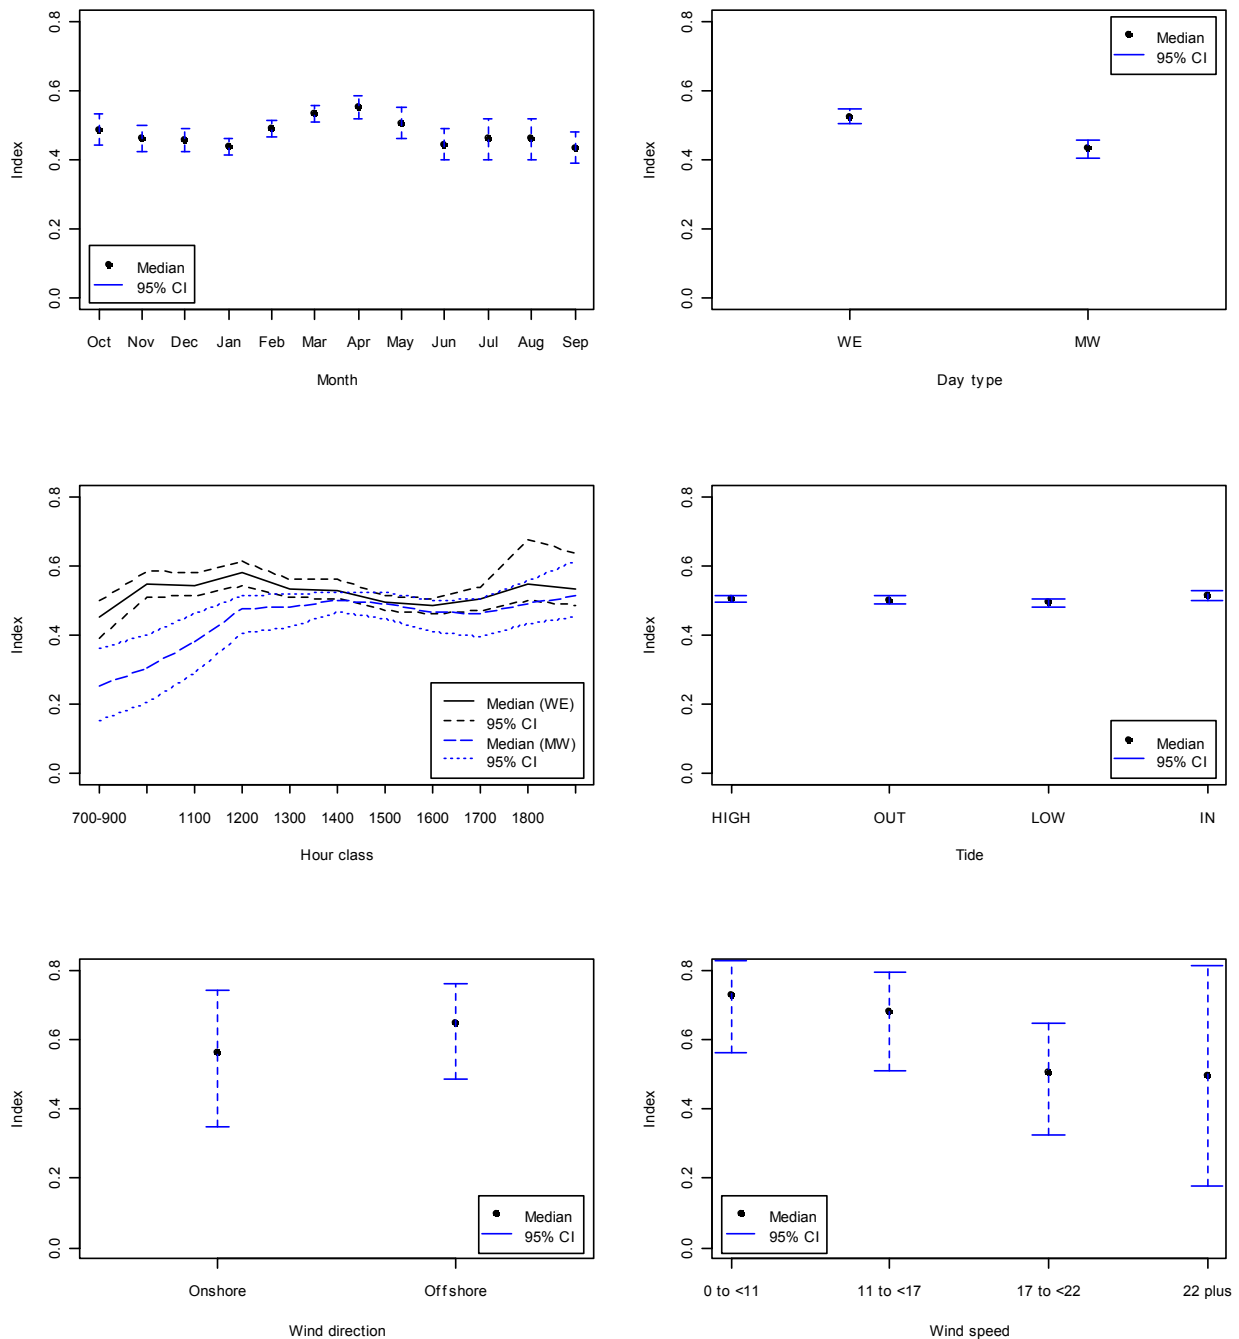 0.8
0.6
0.4
0.2
0.0
Index
Median
95% CI
Oct Nov Dec Jan Feb Mar Apr May Jun Jul Aug Sep
Month
0.8
0.6
0.4
0.2
0.0
Index
Median
95% CI
WE MW
Day type
0.8
0.6
0.4
0.2
0.0
Index
Median (WE)
95% CI
Median (MW)
95% CI
700-900 1100 1200 1300 1400 1500 1600 1700 1800
Hour class
0.8
0.6
0.4
0.2
0.0
Index
Median
95% CI
HIGH OUT LOW IN
Tide
0.8
0.6
0.4
0.2
0.0
Index
Median
95% CI
Onshore Offshore
Wind direction
0.8
0.6
0.4
0.2
0.0
Index
Median
95% CI
0 to <11 11 to <17 17 to <22 22 plus
Wind speed